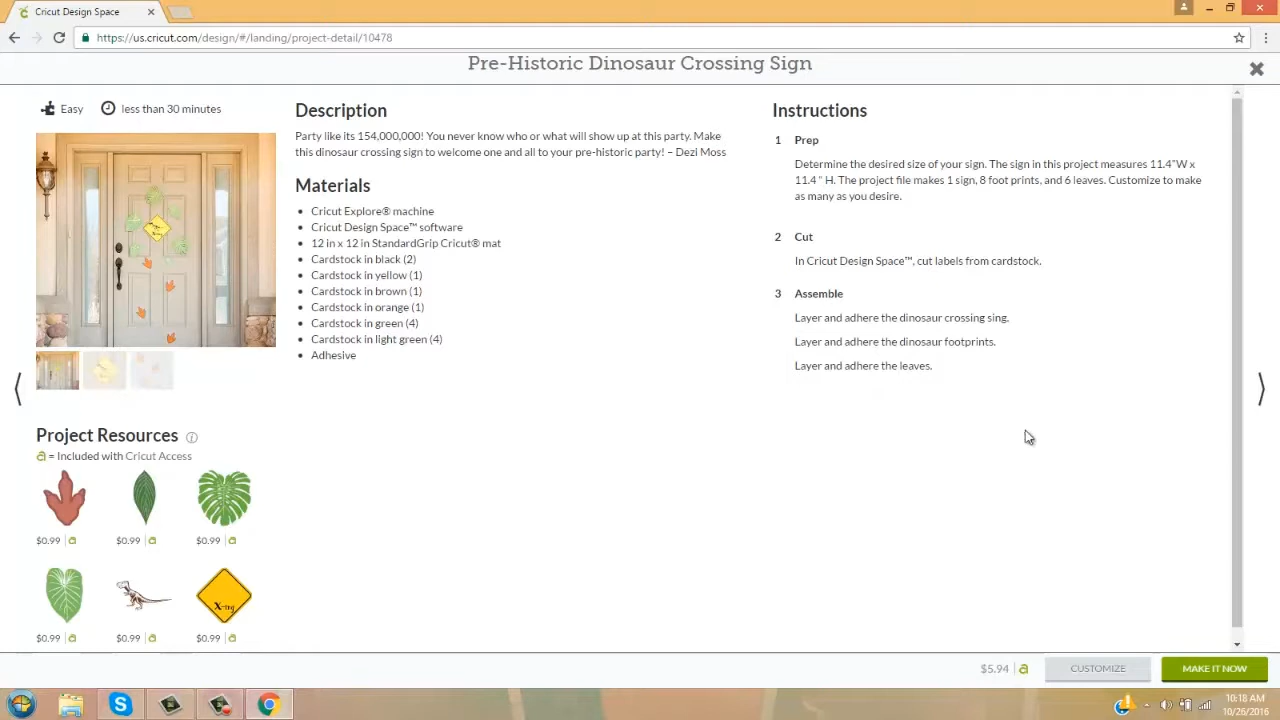 Cricut Design Space
https://us.cricut.com/design/#/landing/project-detail/10478
Pre-Historic Dinosaur Crossing Sign
Easy
less than 30 minutes
Description
Party like its 154,000,000! You never know who or what will show up at this party. Make
this dinosaur crossing sign to welcome one and all to your pre-historic party! – Dezi Moss
Materials
Cricut Explore® machine
Cricut Design Space™ software
12 in x 12 in StandardGrip Cricut® mat
Cardstock in black (2)
Cardstock in yellow (1)
Cardstock in brown (1)
Cardstock in orange (1)
Cardstock in green (4)
Cardstock in light green (4)
Adhesive
Instructions
1 Prep
Determine the desired size of your sign. The sign in this project measures 11.4"W x
11.4 " H. The project file makes 1 sign, 8 foot prints, and 6 leaves. Customize to make
as many as you desire.
2 Cut
In Cricut Design Space™, cut labels from cardstock.
3 Assemble
Layer and adhere the dinosaur crossing sing.
Layer and adhere the dinosaur footprints.
Layer and adhere the leaves.
Project Resources
a = Included with Cricut Access
$0.99 a
$0.99 a
$0.99 a
X-ing
$0.99 a
$0.99 a
$0.99 a
$5.94 a
CUSTOMIZE
MAKE IT NOW
10:18 AM
10/26/2016